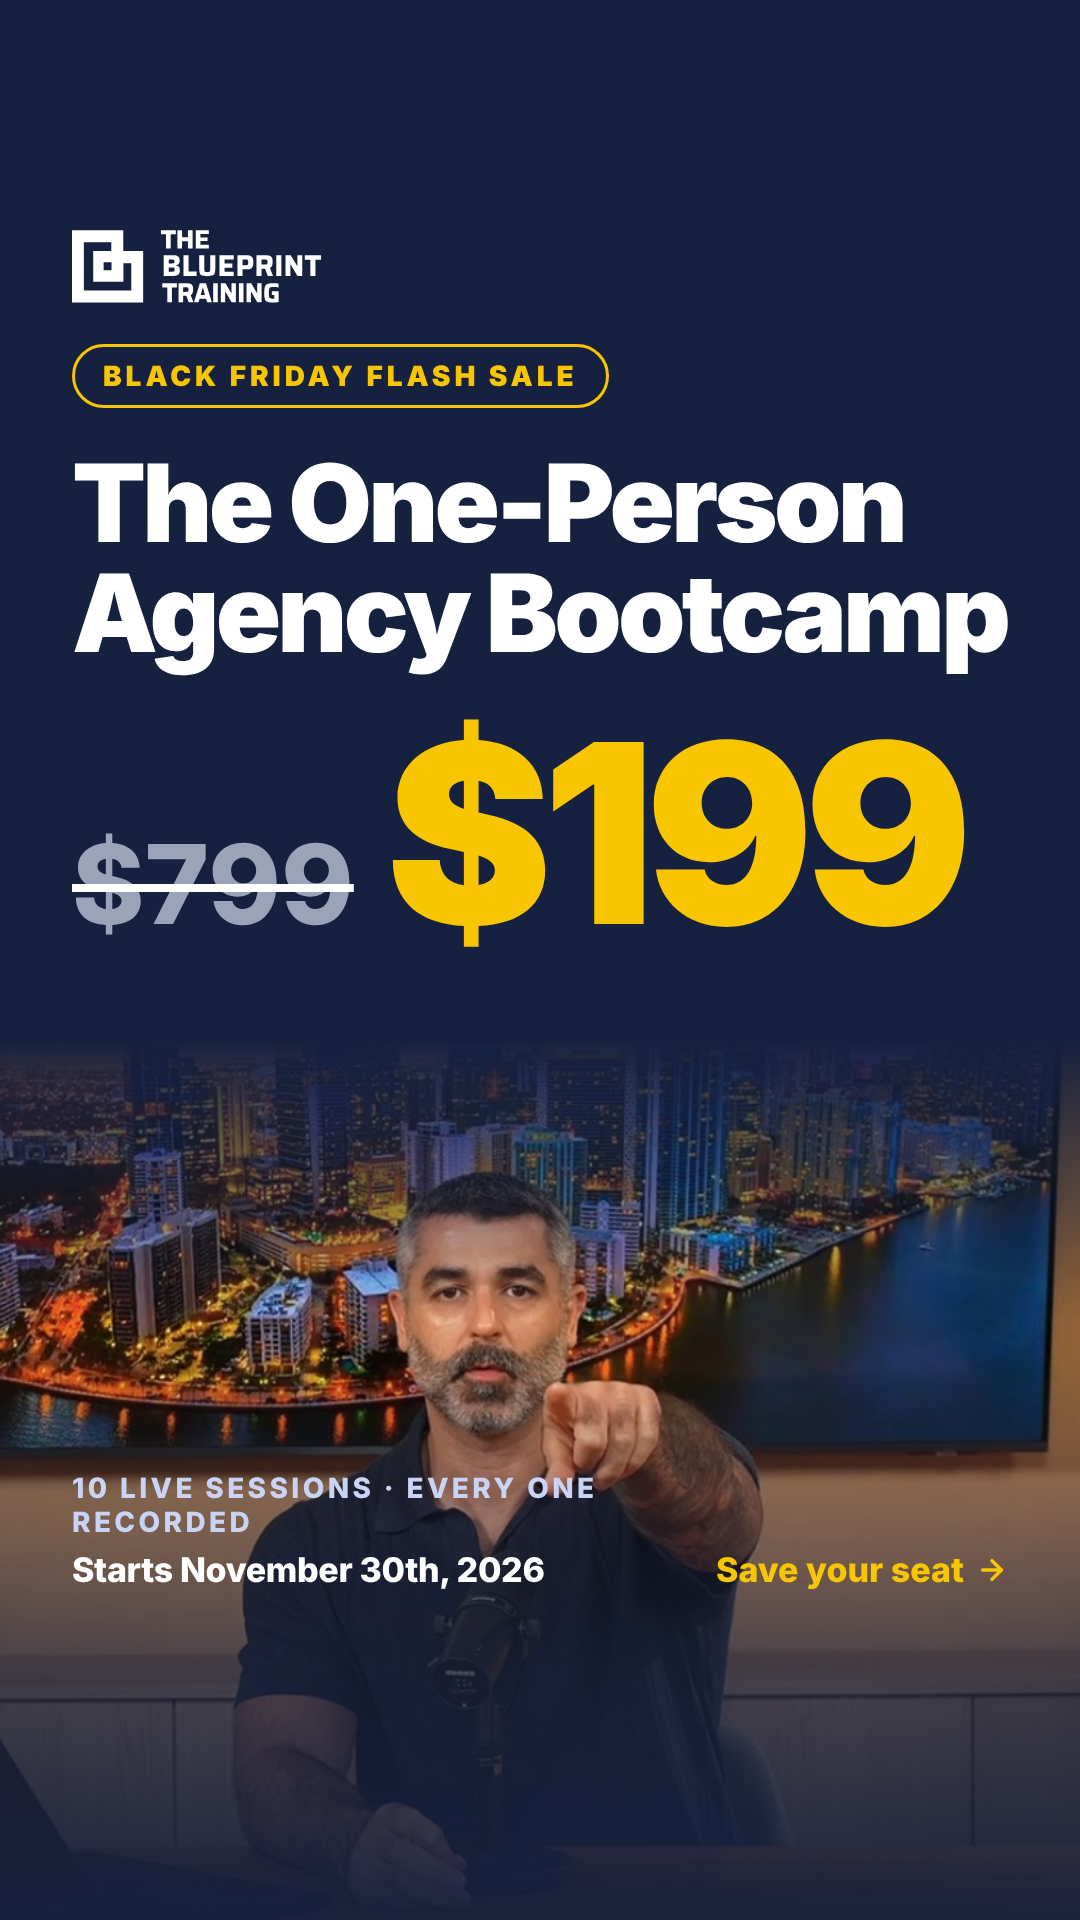 THE
BLUEPRINT
TRAINING
BLACK FRIDAY FLASH SALE
The One-Person
Agency Bootcamp
$799 $199
10 LIVE SESSIONS · EVERY ONE
RECORDED
Starts November 30th, 2026
Save your seat →